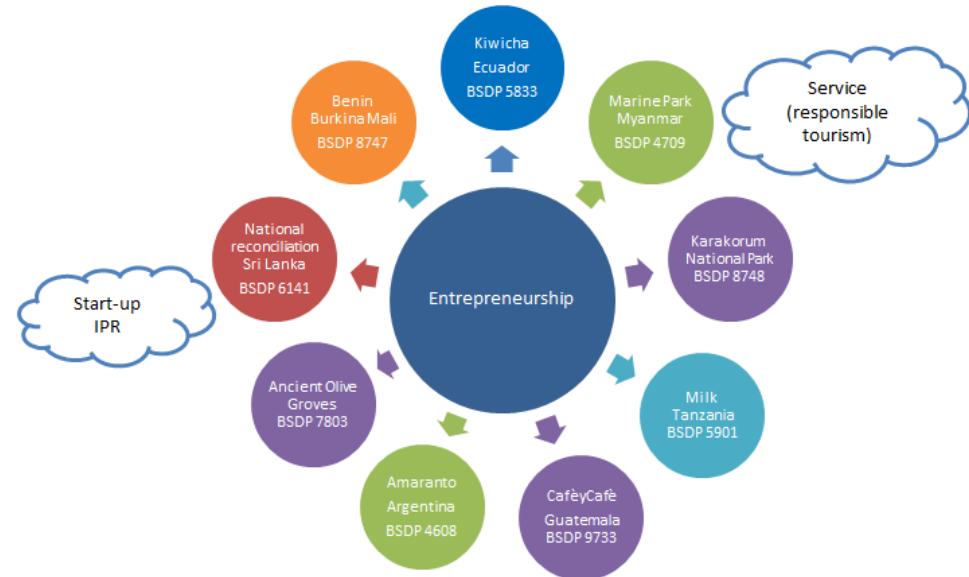 Kiwicha
Ecuador
BSDP 5833
Marine Park
Myanmar
BSDP 4709
Service
(responsible
tourism)
Benin
Burkina Mali
BSDP 8747
National
reconciliation
Sri Lanka
BSDP 6141
Karakorum
National Park
BSDP 8748
Entrepreneurship
Start-up
IPR
Ancient Olive
Groves
BSDP 7803
Milk
Tanzania
BSDP 5901
Amaranto
Argentina
BSDP 4608
CafèyCafè
Guatemala
BSDP 9733